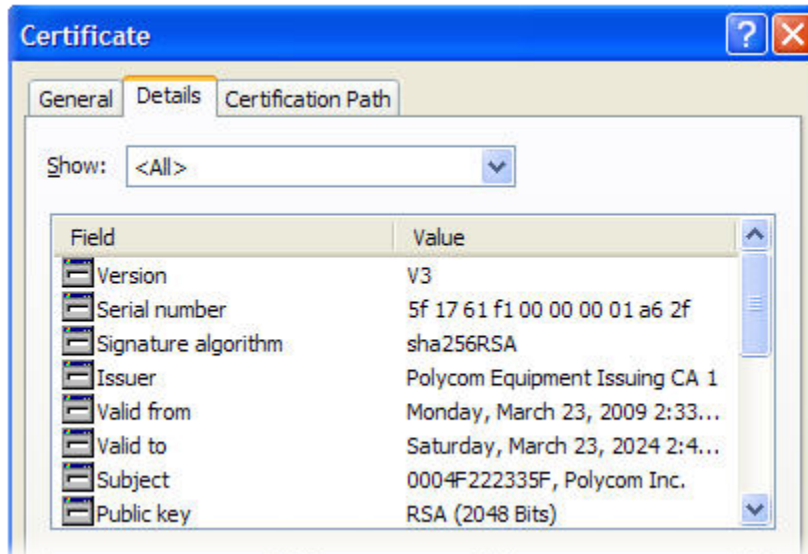 Certificate
General Details Certification Path
Show: <All>
Field Value
Version V3
Serial number 5f 17 61 f1 00 00 00 01 a6 2f
Signature algorithm sha256RSA
Issuer Polycom Equipment Issuing CA 1
Valid from Monday, March 23, 2009 2:33...
Valid to Saturday, March 23, 2024 2:4...
Subject 0004F222335F, Polycom Inc.
Public key RSA (2048 Bits)